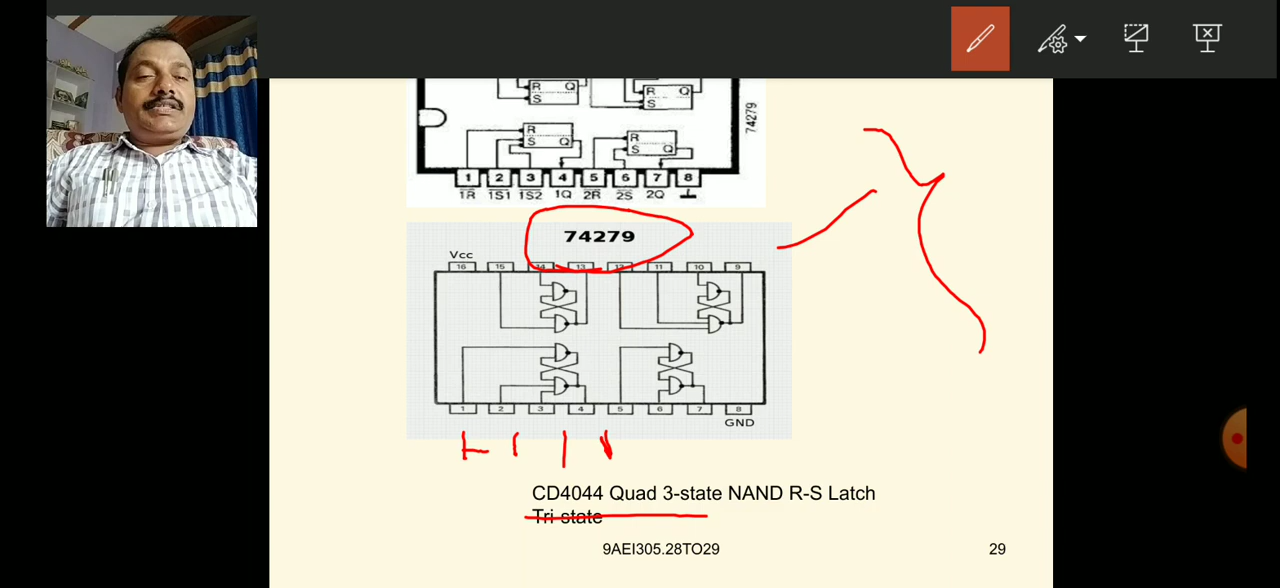 R Q
S
R Q
S
74279
R
S Q
R
S Q
1 2 3 4 5 6 7 8
1R 1S1 1S2 1Q 2R 2S 2Q
74279
Vcc
16 15 14 13 12 11 10 9
1 2 3 4 5 6 7 8
GND
CD4044 Quad 3-state NAND R-S Latch
Tri-state
9AEI305.28TO29
29